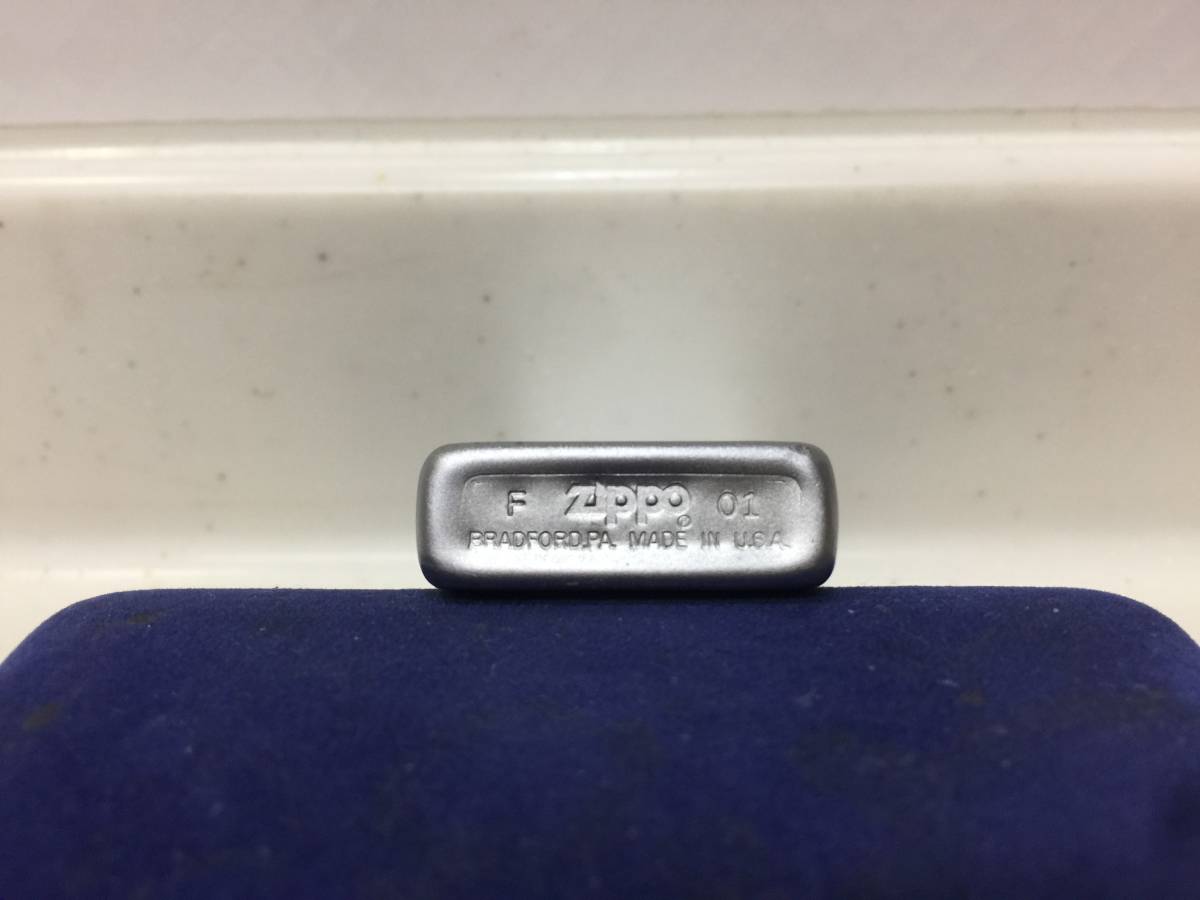 F Zippo ® 01
BRADFORD,PA. MADE IN U.S.A.